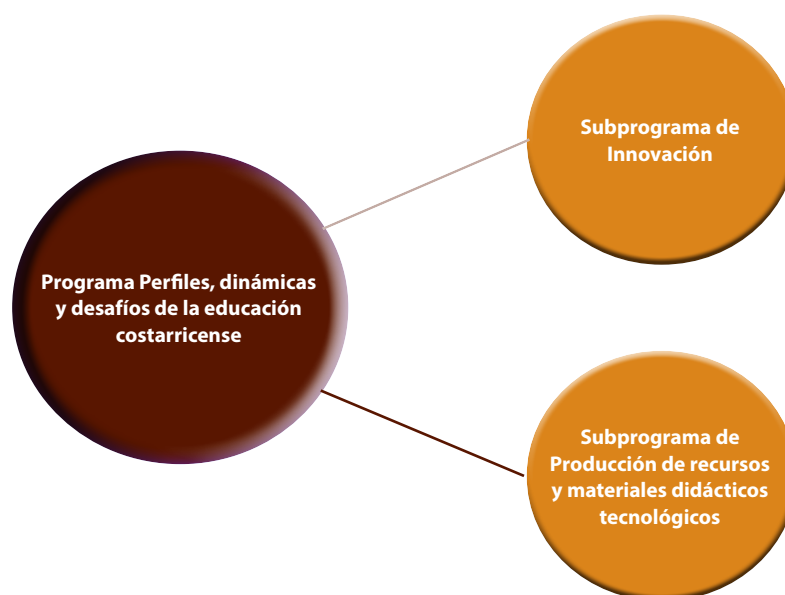 Programa Perfiles, dinámicas
y desafíos de la educación
costarricense
Subprograma de
Innovación
Subprograma de
Producción de recursos
y materiales didácticos
tecnológicos